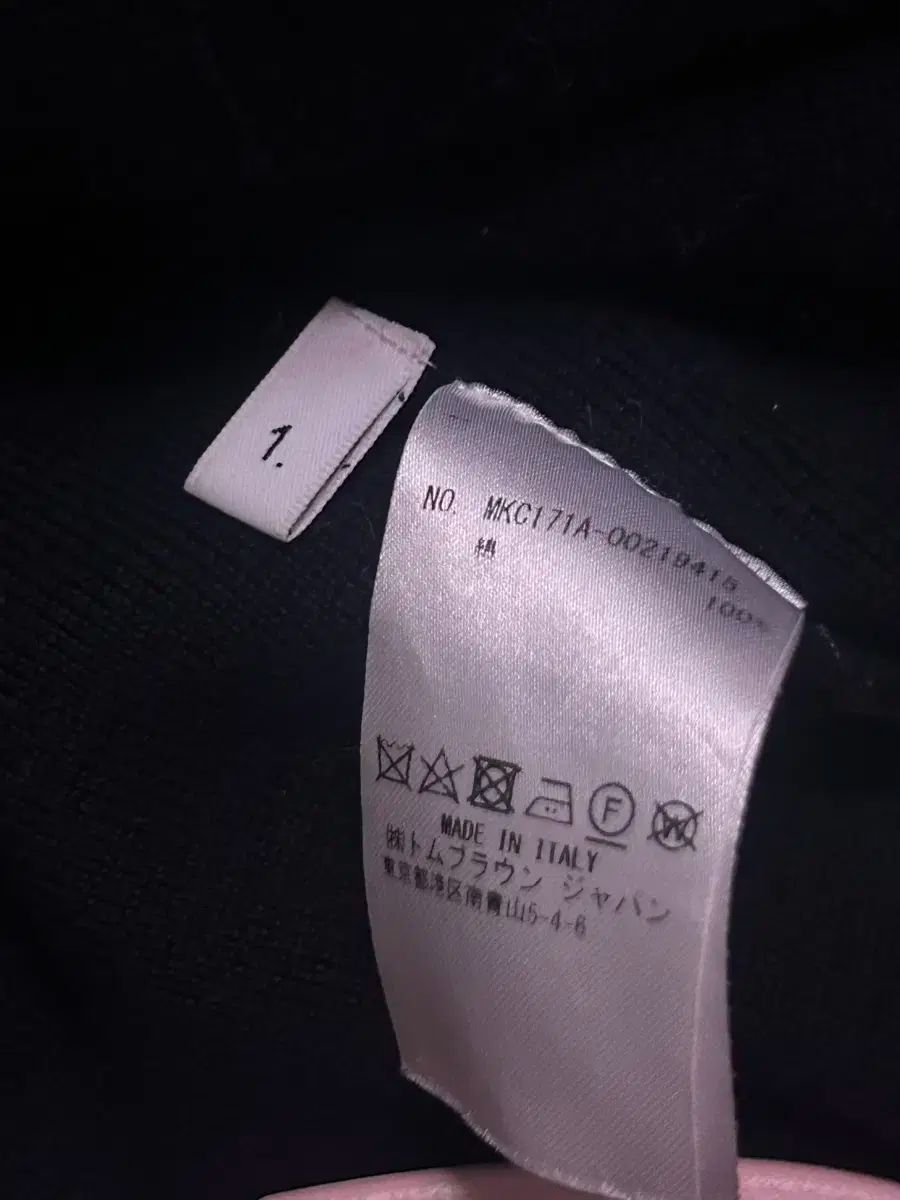 1.
NO. MKC171A-00219415
綿
100%
F
W
MADE IN ITALY
㈱トムブラウン ジャパン
東京都港区南青山5-4-6